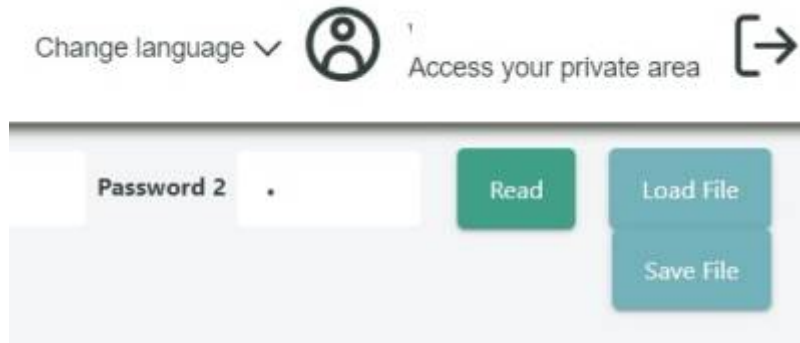 Change language
Access your private area
Password 2
Read
Load File
Save File